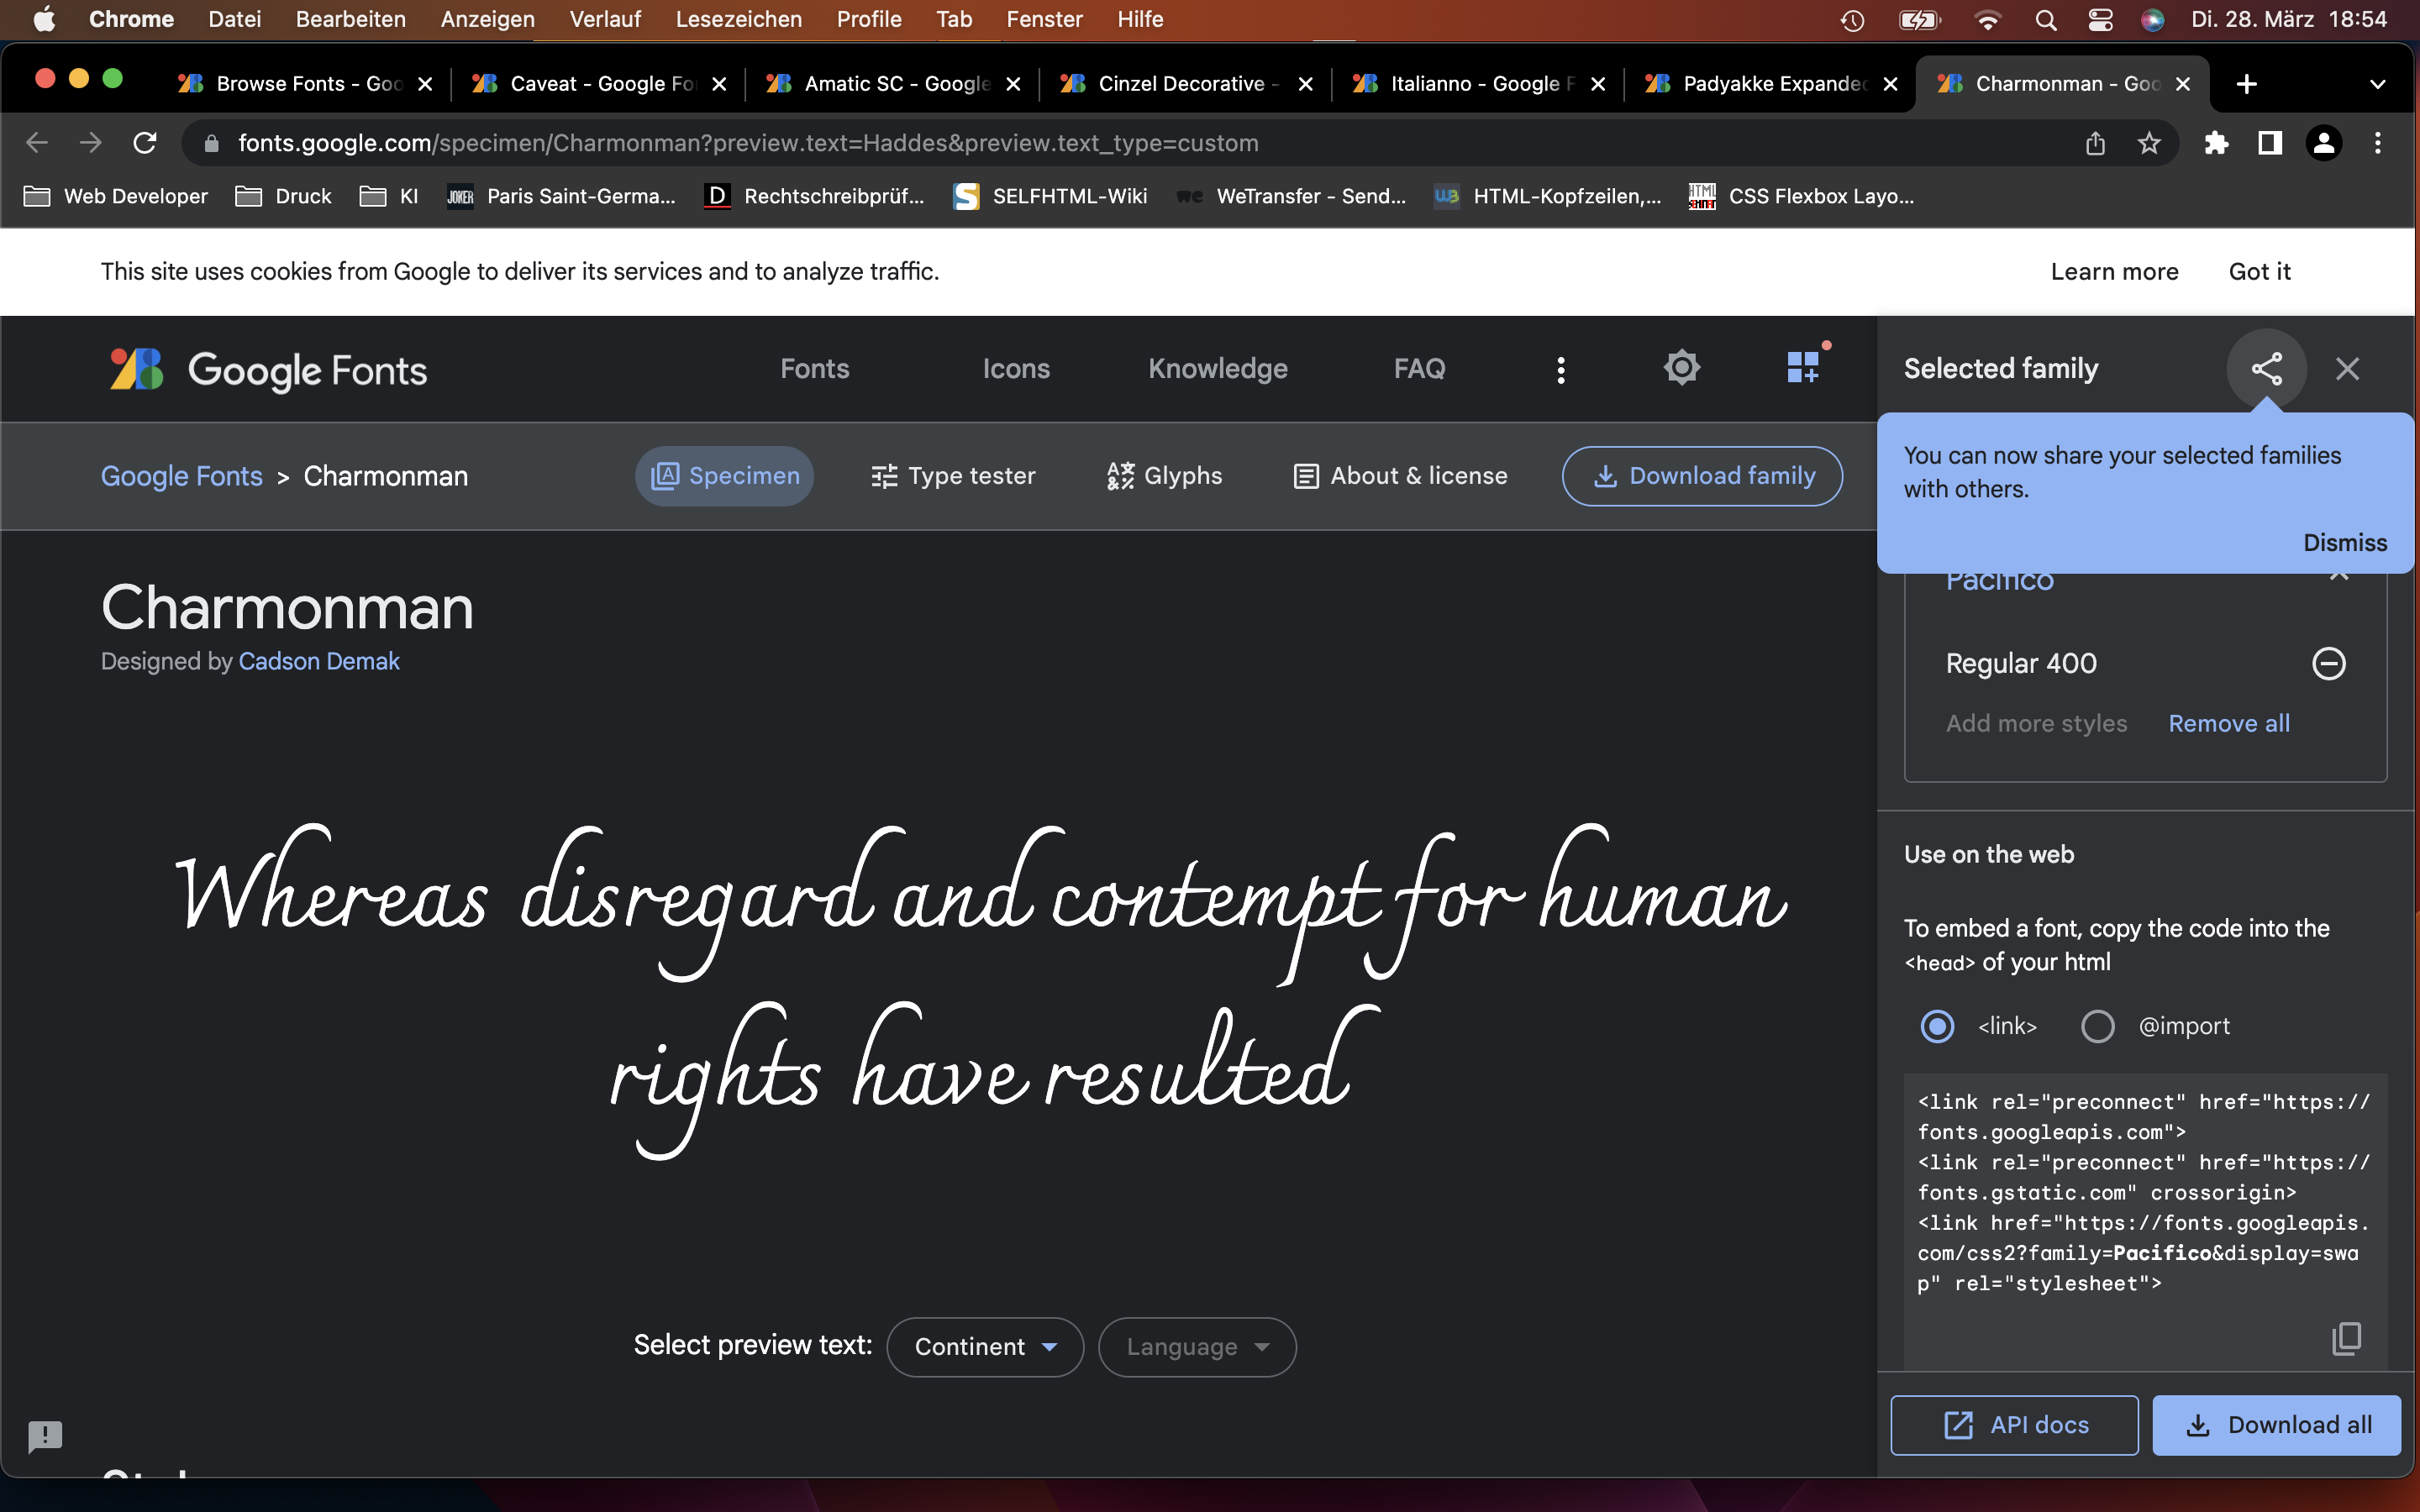 Chrome Datei Bearbeiten Anzeigen Verlauf Lesezeichen Profile Tab Fenster Hilfe Di. 28. März 18:54
Browse Fonts - Goo Caveat - Google Fo Amatic SC - Google Cinzel Decorative - Italianno - Google F Padyakke Expanded Charmonman - Goo
fonts.google.com/specimen/Charmonman?preview.text=Haddes&preview.text_type=custom
Web Developer Druck KI JOKER Paris Saint-Germa... D Rechtschreibprüf... S SELFHTML-Wiki we WeTransfer - Send... W3 HTML-Kopfzeilen,... HTML CSS Flexbox Layo...
This site uses cookies from Google to deliver its services and to analyze traffic. Learn more Got it
Google Fonts Fonts Icons Knowledge FAQ
Google Fonts > Charmonman Specimen Type tester Glyphs About & license Download family
Charmonman
Designed by Cadson Demak
Whereas disregard and contempt for human
rights have resulted
Select preview text: Continent Language
Selected family
You can now share your selected families
with others.
Dismiss
Pacifico
Regular 400
Add more styles Remove all
Use on the web
To embed a font, copy the code into the
<head> of your html
<link> @import
<link rel="preconnect" href="https://
fonts.googleapis.com">
<link rel="preconnect" href="https://
fonts.gstatic.com" crossorigin>
<link href="https://fonts.googleapis.
com/css2?family=Pacifico&display=swa
p" rel="stylesheet">
API docs Download all